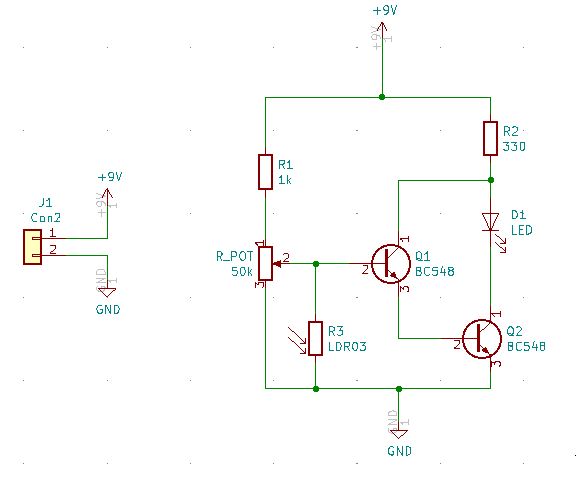 +9V
+9V
1
R2
330
R1
1k
J1
Con2
+9V
+9V
1
1
2
GND
1
GND
D1
LED
R_POT
50k
1
2
3
Q1
BC548
1
2
3
R3
LDR03
Q2
BC548
1
2
3
GND
1
GND